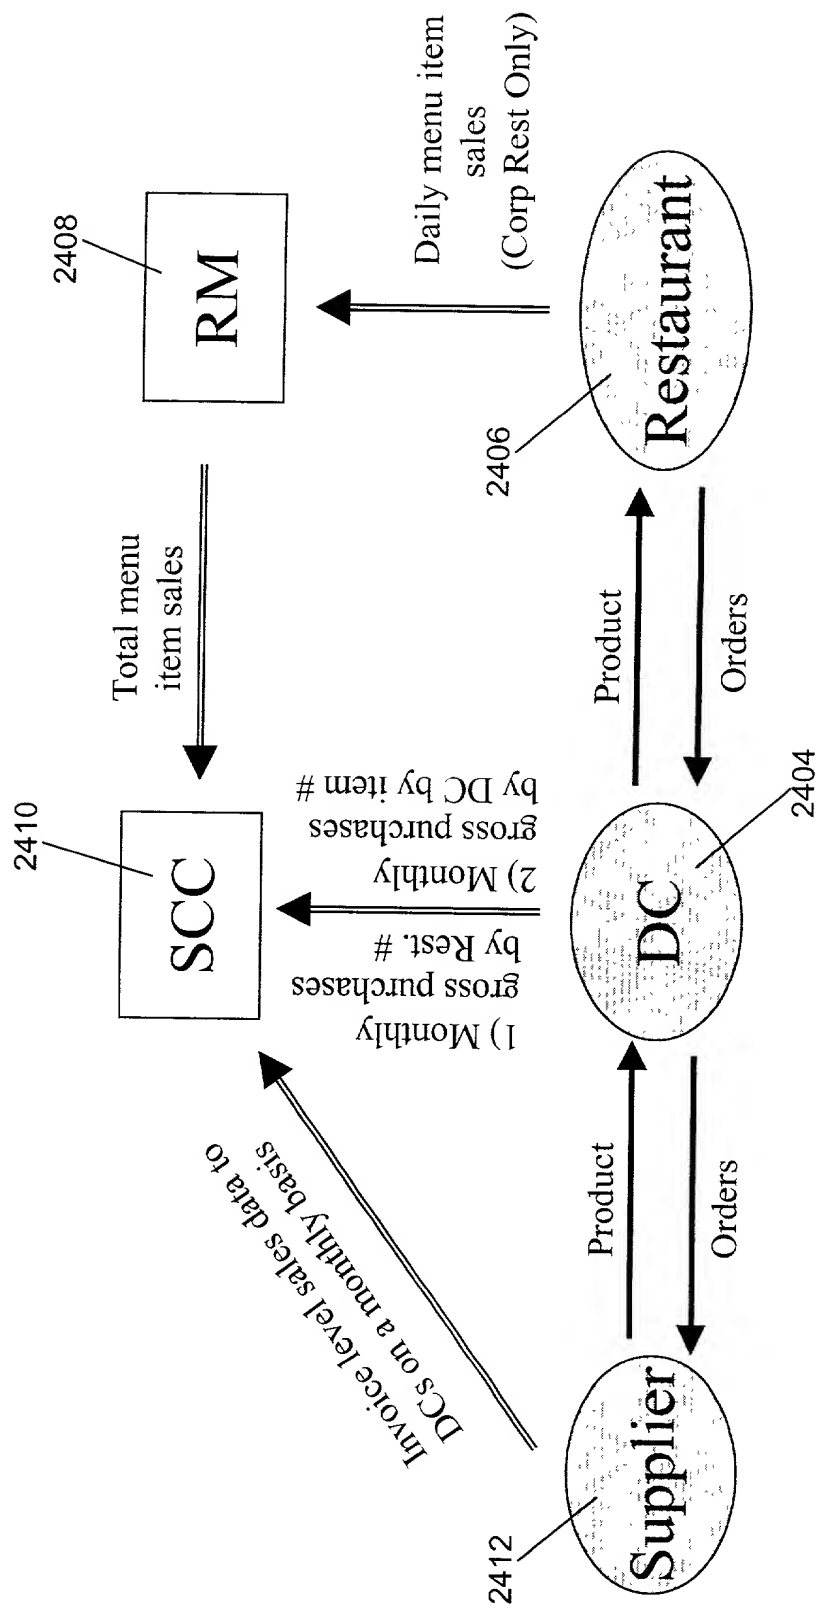 2410
SCC
Total menu
item sales
2408
RM
Invoice level sales data to
DCs on a monthly basis
1) Monthly
gross purchases
by Rest. #
2) Monthly
gross purchases
by DC by item #
Daily menu item
sales
(Corp Rest Only)
2412
Supplier
Product
Orders
DC
2404
Product
Orders
2406
Restaurant